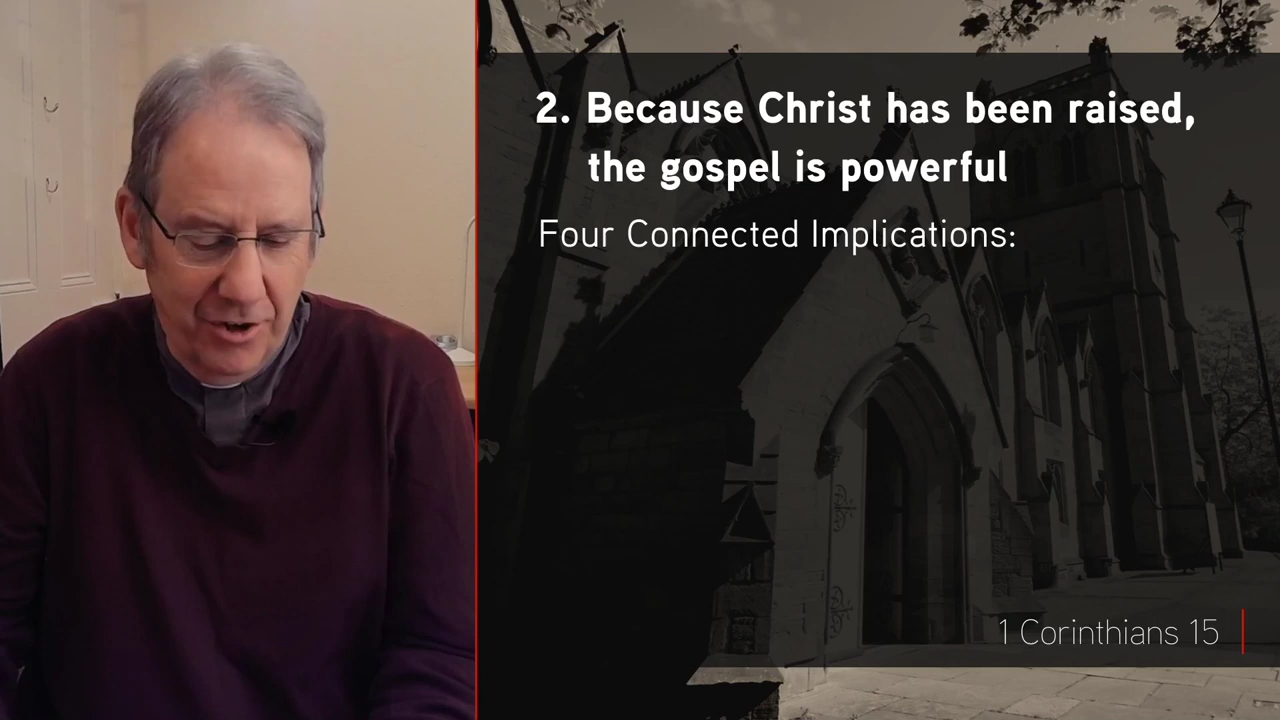 2. Because Christ has been raised,
the gospel is powerful
Four Connected Implications:
1 Corinthians 15